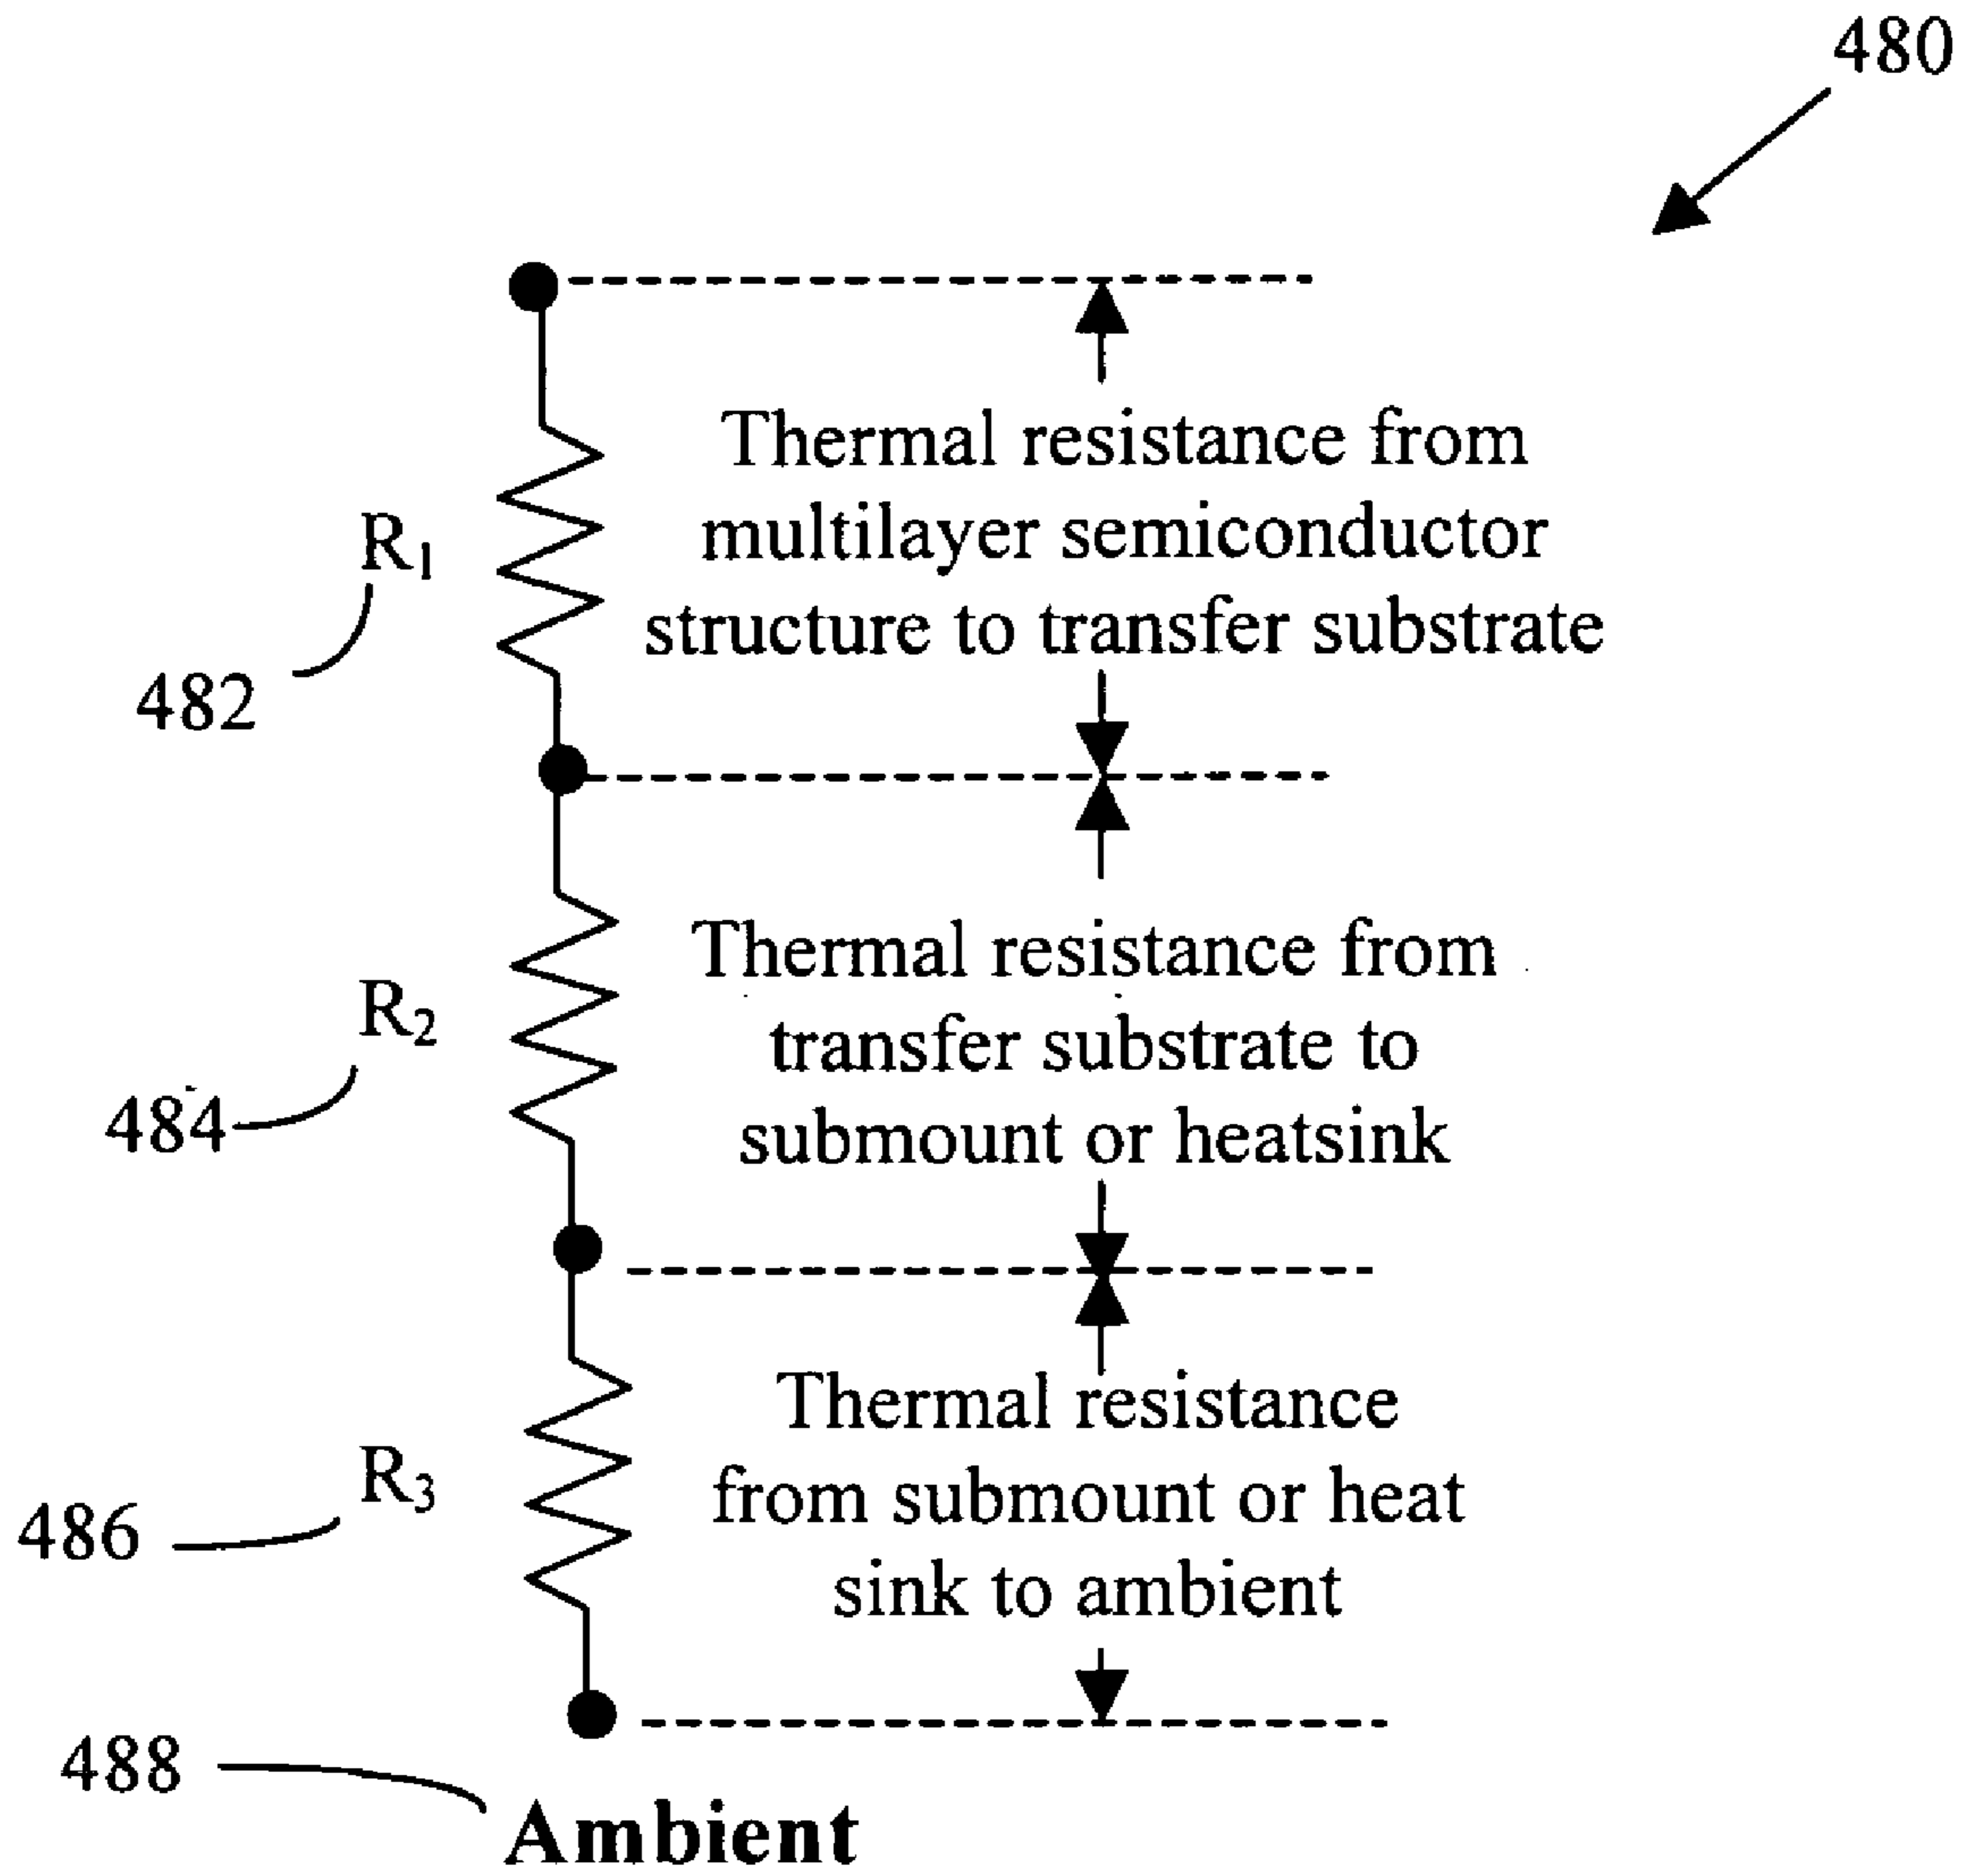 480
Thermal resistance from
multilayer semiconductor
structure to transfer substrate
R1
482
Thermal resistance from
transfer substrate to
submount or heatsink
R2
484
Thermal resistance
from submount or heat
sink to ambient
R3
486
488
Ambient